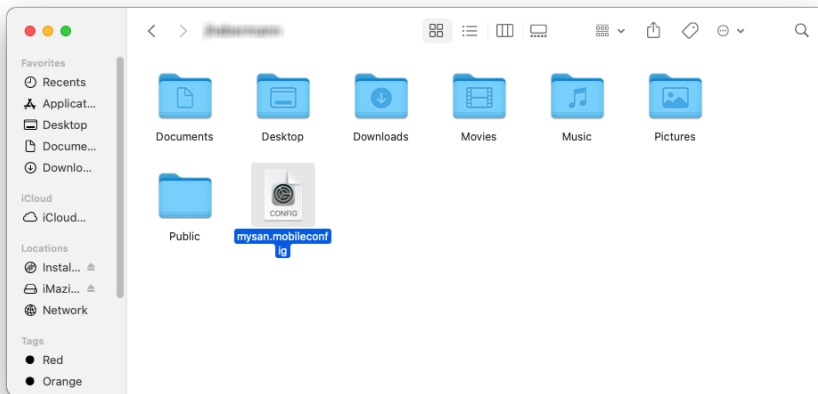 Favorites
Recents
Applicat...
Desktop
Docume...
Downlo...
iCloud
iCloud...
Locations
Instal...
iMazi...
Network
Tags
Red
Orange
Documents
Desktop
Downloads
Movies
Music
Pictures
Public
CONFIG
mysan.mobileconf
ig